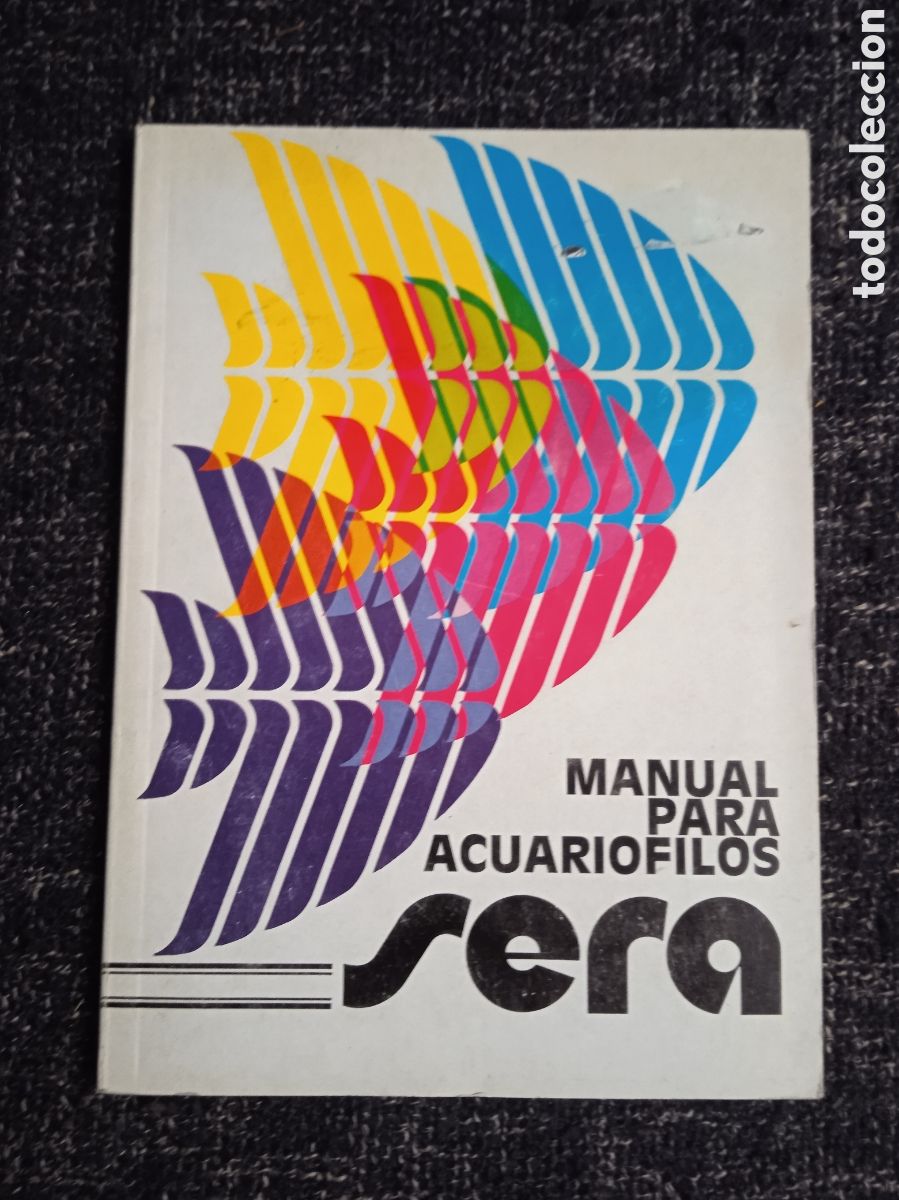 MANUAL
PARA
ACUARIOFILOS
sera
todocoleccion